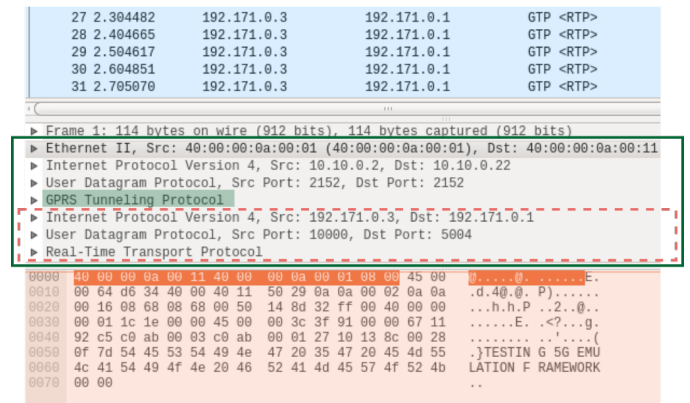 27 2.304482 192.171.0.3 192.171.0.1 GTP <RTP>
28 2.404665 192.171.0.3 192.171.0.1 GTP <RTP>
29 2.504617 192.171.0.3 192.171.0.1 GTP <RTP>
30 2.604851 192.171.0.3 192.171.0.1 GTP <RTP>
31 2.705070 192.171.0.3 192.171.0.1 GTP <RTP>
Frame 1: 114 bytes on wire (912 bits), 114 bytes captured (912 bits)
Ethernet II, Src: 40:00:00:0a:00:01 (40:00:00:0a:00:01), Dst: 40:00:00:0a:00:11
Internet Protocol Version 4, Src: 10.10.0.2, Dst: 10.10.0.22
User Datagram Protocol, Src Port: 2152, Dst Port: 2152
GPRS Tunneling Protocol
Internet Protocol Version 4, Src: 192.171.0.3, Dst: 192.171.0.1
User Datagram Protocol, Src Port: 10000, Dst Port: 5004
Real-Time Transport Protocol
0000 40 00 00 0a 00 11 40 00 00 0a 00 01 08 00 45 00 @.....@. ......E.
0010 00 64 d6 34 40 00 40 11 50 29 0a 0a 00 02 0a 0a .d.4@.@. P)......
0020 00 16 08 68 08 68 00 50 14 8d 32 ff 00 40 00 00 ...h.h.P ..2..@..
0030 00 01 1c 1e 00 00 45 00 00 3c 3f 91 00 00 67 11 ......E. .<?...g.
0040 92 c5 c0 ab 00 03 c0 ab 00 01 27 10 13 8c 00 28 ........ ..'....(
0050 0f 7d 54 45 53 54 49 4e 47 20 35 47 20 45 4d 55 .}TESTIN G 5G EMU
0060 4c 41 54 49 4f 4e 20 46 52 41 4d 45 57 4f 52 4b LATION F RAMEWORK
0070 00 00 ..